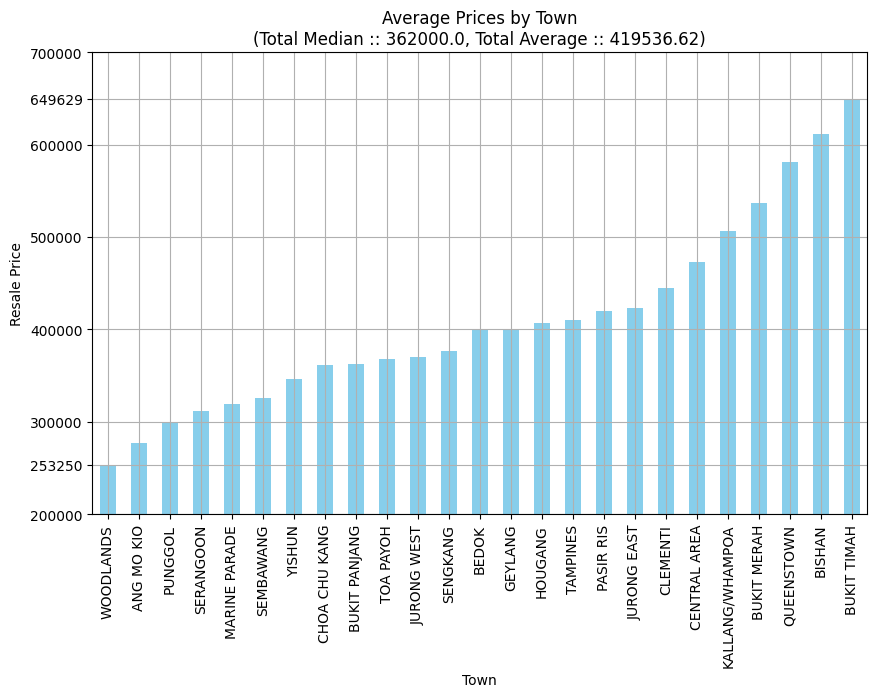 Average Prices by Town
(Total Median :: 362000.0, Total Average :: 419536.62)
700000
649629
600000
500000
400000
300000
253250
200000
Resale Price
WOODLANDS
ANG MO KIO
PUNGGOL
SERANGOON
MARINE PARADE
SEMBAWANG
YISHUN
CHOA CHU KANG
BUKIT PANJANG
TOA PAYOH
JURONG WEST
SENGKANG
BEDOK
GEYLANG
HOUGANG
TAMPINES
PASIR RIS
JURONG EAST
CLEMENTI
CENTRAL AREA
KALLANG/WHAMPOA
BUKIT MERAH
QUEENSTOWN
BISHAN
BUKIT TIMAH
Town